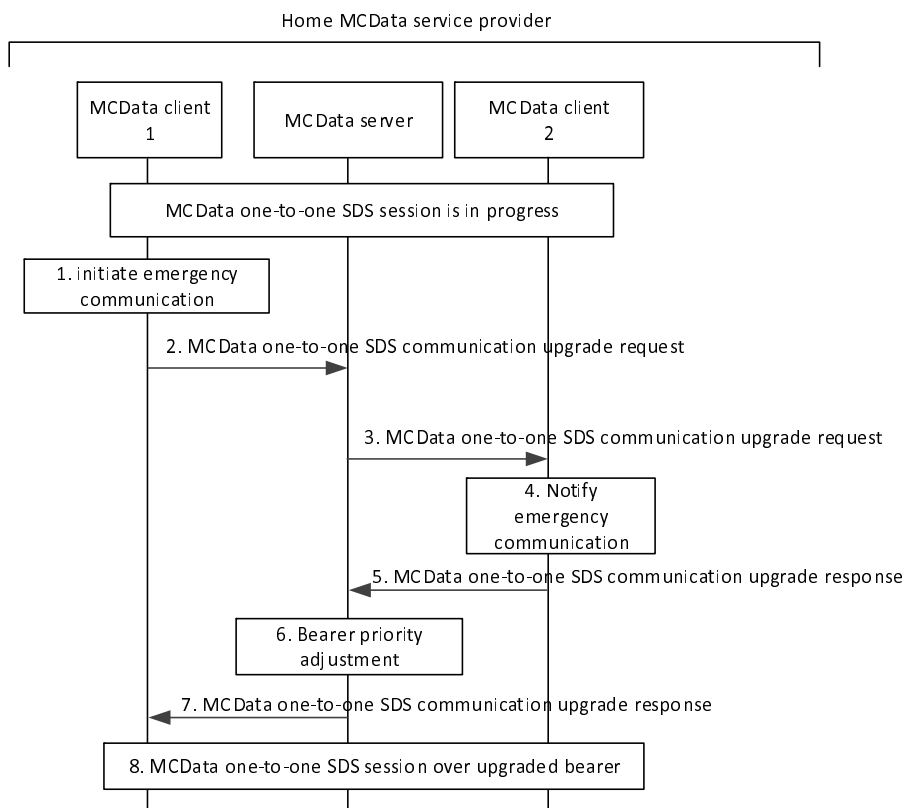 Home MCData service provider
MCData client
1
MCData server
MCData client
2
MCData one-to-one SDS session is in progress
1. initiate emergency
communication
2. MCData one-to-one SDS communication upgrade request
3. MCData one-to-one SDS communication upgrade request
4. Notify
emergency
communication
5. MCData one-to-one SDS communication upgrade response
6. Bearer priority
adjustment
7. MCData one-to-one SDS communication upgrade response
8. MCData one-to-one SDS session over upgraded bearer